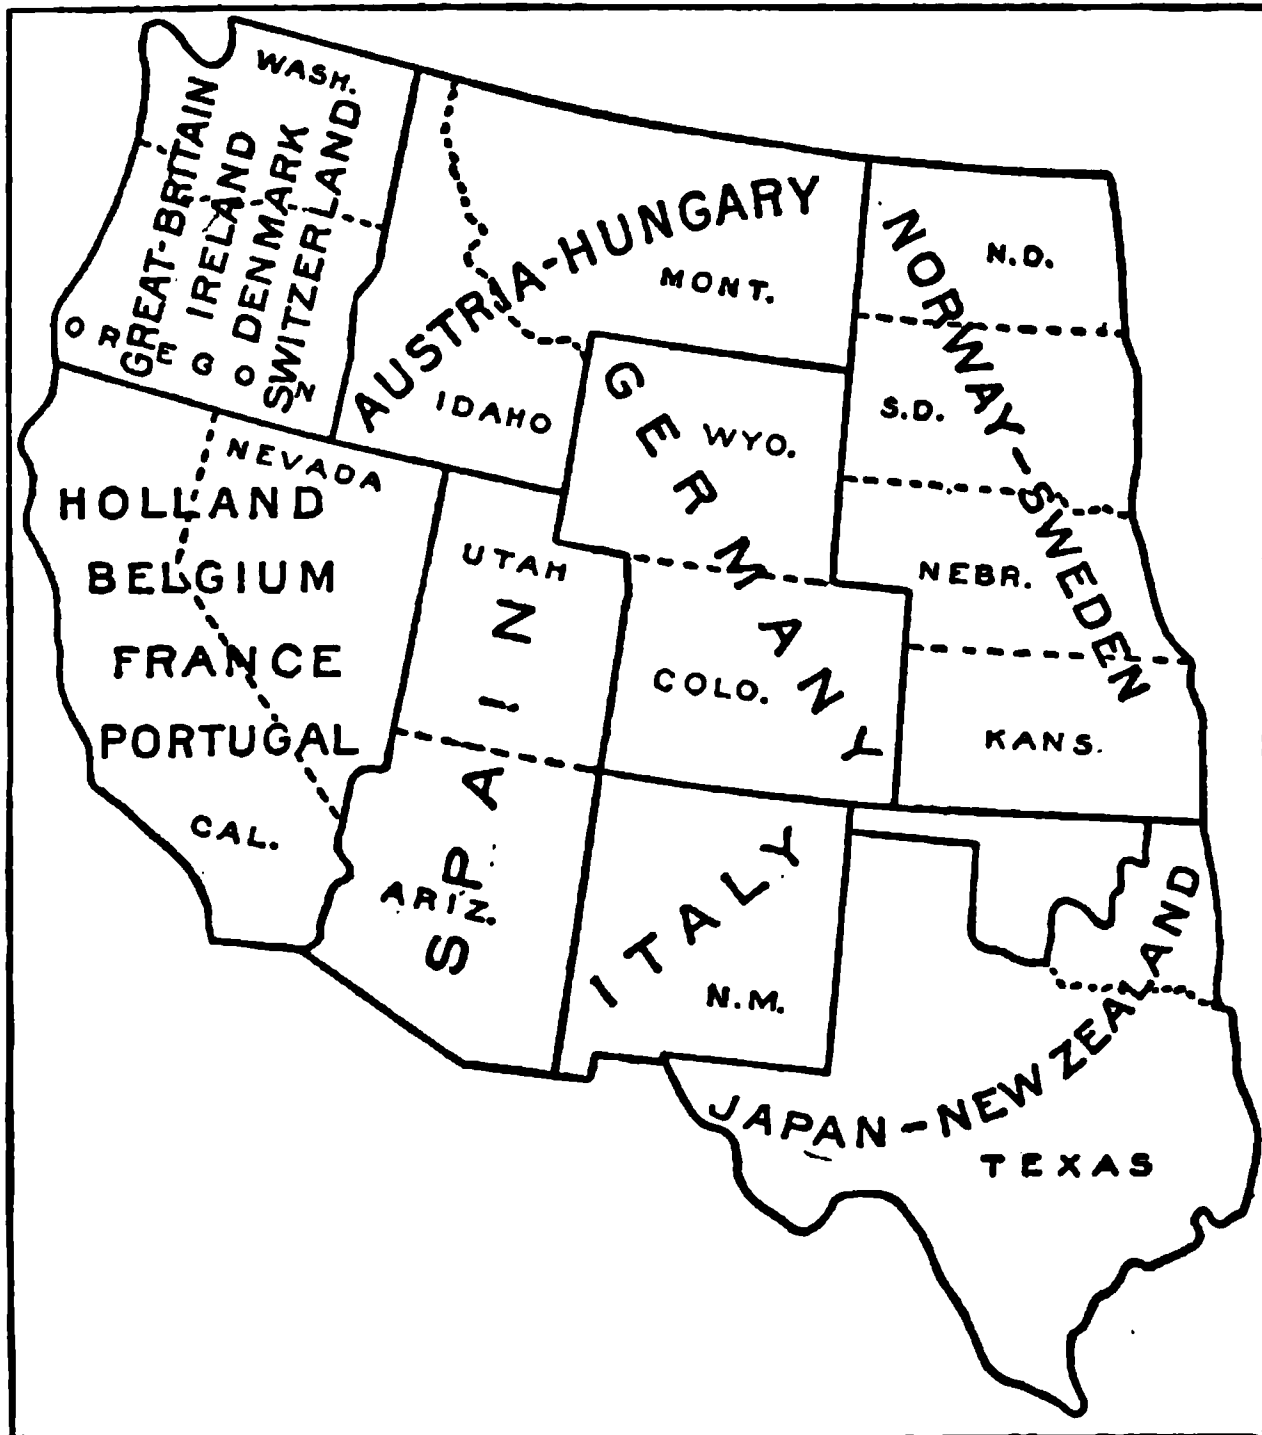 WASH.
GREAT-BRITAIN
IRELAND
DENMARK
SWITZERLAND.
OREGON
AUSTRIA-HUNGARY
MONT.
IDAHO
NORWAY-SWEDEN
N.D.
S.D.
NEBR.
KANS.
GERMANY
WYO.
COLO.
NEVADA
HOLLAND
BELGIUM
FRANCE
PORTUGAL
CAL.
UTAH
SPAIN
ARIZ.
ITALY
N.M.
JAPAN-NEW ZEALAND
TEXAS